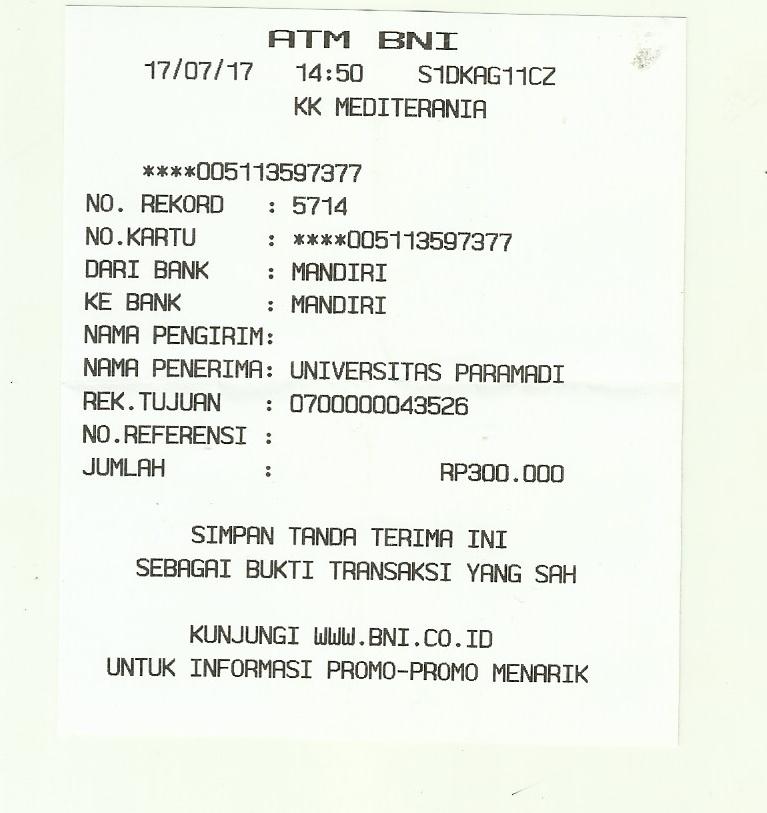 ATM BNI
17/07/17 14:50 S1DKAG11CZ
KK MEDITERANIA
****005113597377
NO. REKORD : 5714
NO.KARTU : ****005113597377
DARI BANK : MANDIRI
KE BANK : MANDIRI
NAMA PENGIRIM:
NAMA PENERIMA: UNIVERSITAS PARAMADI
REK.TUJUAN : 0700000043526
NO.REFERENSI :
JUMLAH : RP300.000
SIMPAN TANDA TERIMA INI
SEBAGAI BUKTI TRANSAKSI YANG SAH
KUNJUNGI WWW.BNI.CO.ID
UNTUK INFORMASI PROMO-PROMO MENARIK